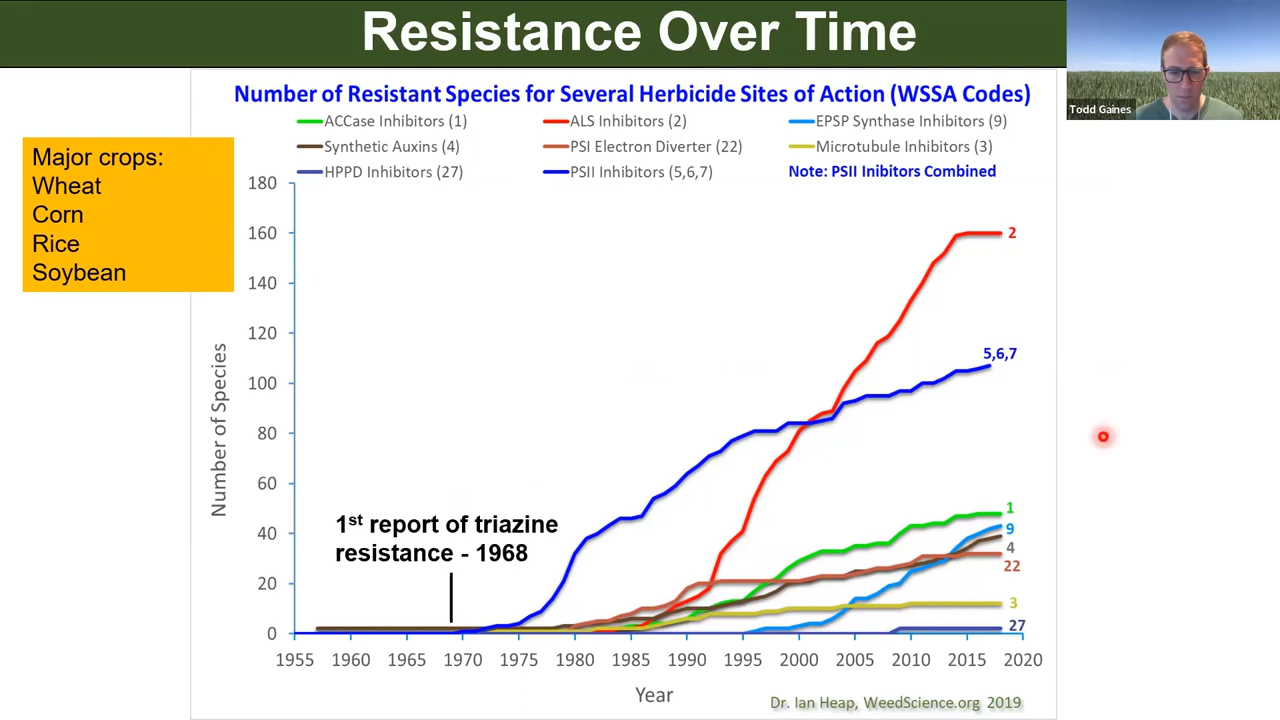 Resistance Over Time
Todd Gaines
Major crops:
Wheat
Corn
Rice
Soybean
Number of Resistant Species for Several Herbicide Sites of Action (WSSA Codes)
ACCase Inhibitors (1)
ALS Inhibitors (2)
EPSP Synthase Inhibitors (9)
Synthetic Auxins (4)
PSI Electron Diverter (22)
Microtubule Inhibitors (3)
HPPD Inhibitors (27)
PSII Inhibitors (5,6,7)
Note: PSII Inibitors Combined
Number of Species
180
160
140
120
100
80
60
40
20
0
2
5,6,7
1
9
4
22
3
27
1st report of triazine
resistance - 1968
1955 1960 1965 1970 1975 1980 1985 1990 1995 2000 2005 2010 2015 2020
Year
Dr. Ian Heap, WeedScience.org 2019